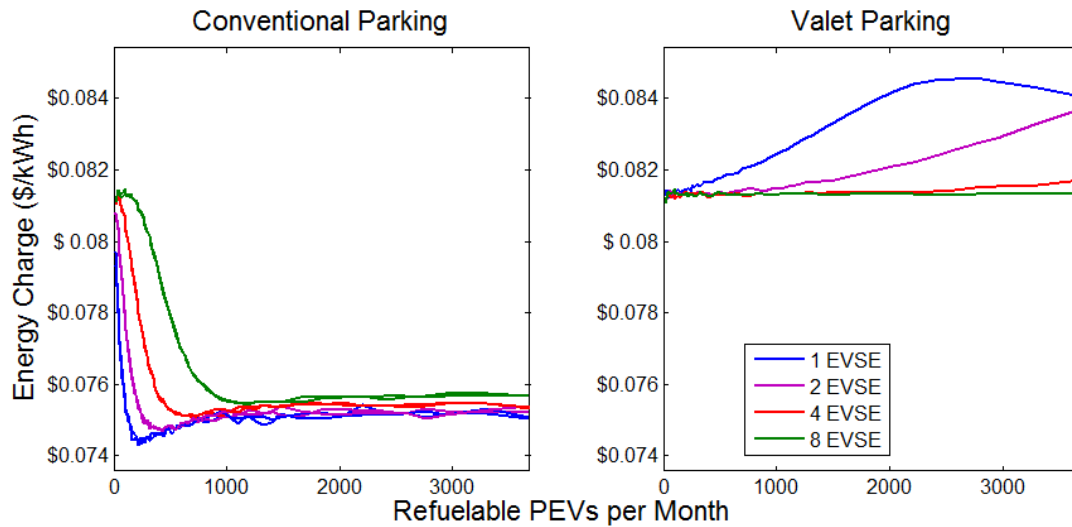 Conventional Parking
Valet Parking
Energy Charge ($/kWh)
$0.084
$0.082
$ 0.08
$0.078
$0.076
$0.074
0
1000
2000
3000
$0.084
$0.082
$ 0.08
$0.078
$0.076
$0.074
0
1000
2000
3000
1 EVSE
2 EVSE
4 EVSE
8 EVSE
Refuelable PEVs per Month